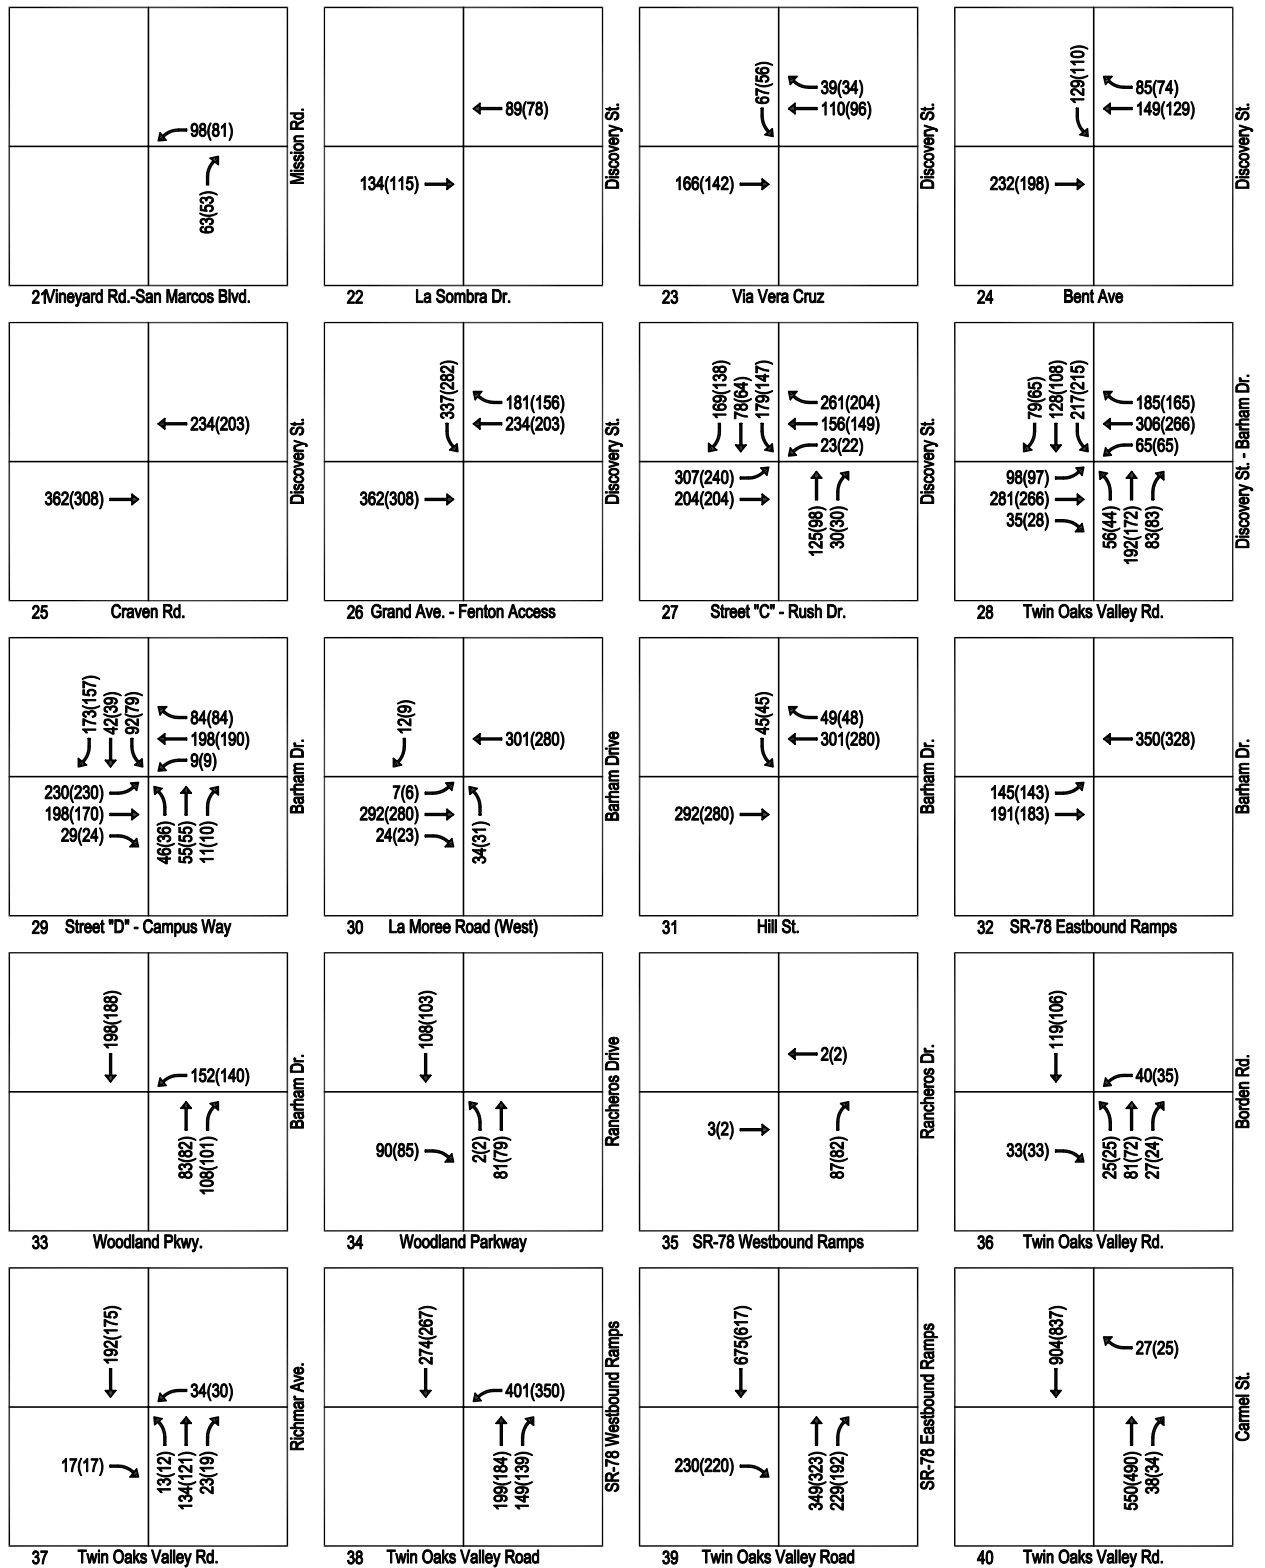 98(81)
63(53)
Mission Rd.
21Vineyard Rd.-San Marcos Blvd.
89(78)
134(115)
Discovery St.
22 La Sombra Dr.
67(56)
39(34)
110(96)
166(142)
Discovery St.
23 Via Vera Cruz
129(110)
85(74)
149(129)
232(198)
Discovery St.
24 Bent Ave
234(203)
362(308)
Discovery St.
25 Craven Rd.
337(282)
181(156)
234(203)
362(308)
Discovery St.
26 Grand Ave. - Fenton Access
169(138)
78(64)
179(147)
261(204)
156(149)
23(22)
307(240)
204(204)
125(98)
30(30)
Discovery St.
27 Street "C" - Rush Dr.
79(65)
128(108)
217(215)
185(165)
306(266)
65(65)
98(97)
281(266)
35(28)
56(44)
192(172)
83(83)
Discovery St. - Barham Dr.
28 Twin Oaks Valley Rd.
173(157)
42(39)
92(79)
84(84)
198(190)
9(9)
230(230)
198(170)
29(24)
46(36)
55(55)
11(10)
Barham Dr.
29 Street "D" - Campus Way
12(9)
301(280)
7(6)
292(280)
24(23)
34(31)
Barham Drive
30 La Moree Road (West)
45(45)
49(48)
301(280)
292(280)
Barham Dr.
31 Hill St.
350(328)
145(143)
191(183)
Barham Dr.
32 SR-78 Eastbound Ramps
198(188)
152(140)
83(82)
108(101)
Barham Dr.
33 Woodland Pkwy.
108(103)
90(85)
2(2)
81(79)
Rancheros Drive
34 Woodland Parkway
2(2)
3(2)
87(82)
Rancheros Dr.
35 SR-78 Westbound Ramps
119(106)
40(35)
33(33)
25(25)
81(72)
27(24)
Borden Rd.
36 Twin Oaks Valley Rd.
192(175)
34(30)
17(17)
13(12)
134(121)
23(19)
Richmar Ave.
37 Twin Oaks Valley Rd.
274(267)
401(350)
199(184)
149(139)
SR-78 Westbound Ramps
38 Twin Oaks Valley Road
675(617)
230(220)
349(323)
229(192)
SR-78 Eastbound Ramps
39 Twin Oaks Valley Road
904(837)
27(25)
550(490)
38(34)
Carmel St.
40 Twin Oaks Valley Rd.